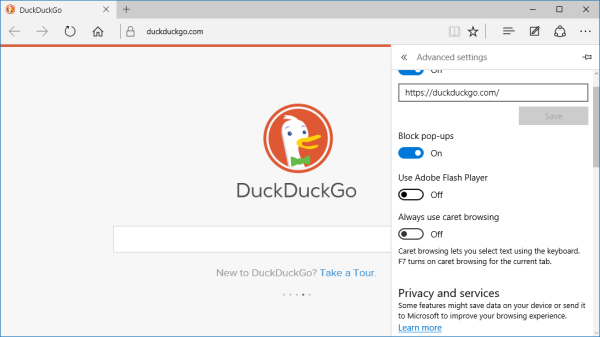 DuckDuckGo
duckduckgo.com
DuckDuckGo
New to DuckDuckGo? Take a Tour.
Advanced settings
On
https://duckduckgo.com/
Save
Block pop-ups
On
Use Adobe Flash Player
Off
Always use caret browsing
Off
Caret browsing lets you select text using the keyboard.
F7 turns on caret browsing for the current tab.
Privacy and services
Some features might save data on your device or send it
to Microsoft to improve your browsing experience.
Learn more